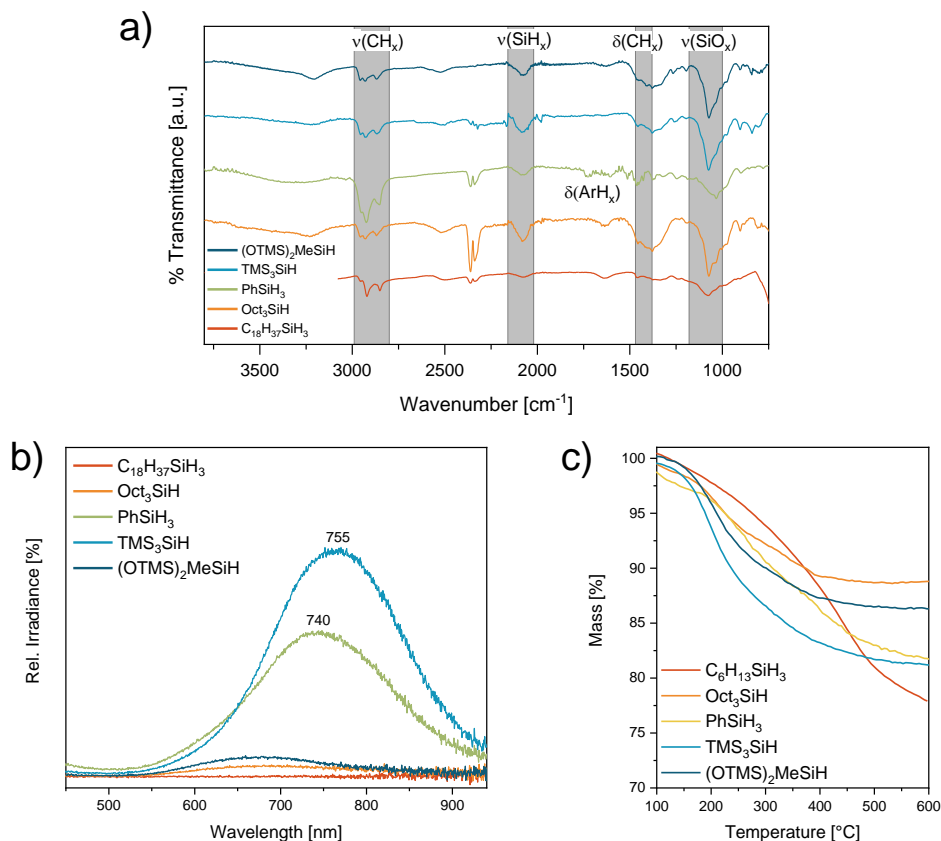 a)
ν(CHₓ)
ν(SiHₓ)
δ(CHₓ)
ν(SiOₓ)
% Transmittance [a.u.]
δ(ArHₓ)
(OTMS)₂MeSiH
TMS₃SiH
PhSiH₃
Oct₃SiH
C₁₈H₃₇SiH₃
3500
3000
2500
2000
1500
1000
Wavenumber [cm⁻¹]
b)
C₁₈H₃₇SiH₃
Oct₃SiH
PhSiH₃
TMS₃SiH
(OTMS)₂MeSiH
755
740
Rel. Irradiance [%]
500
600
700
800
900
Wavelength [nm]
c)
100
95
90
85
80
75
70
Mass [%]
C₆H₁₃SiH₃
Oct₃SiH
PhSiH₃
TMS₃SiH
(OTMS)₂MeSiH
100
200
300
400
500
600
Temperature [°C]